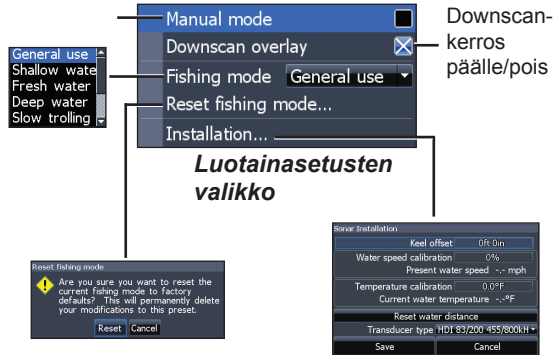 Manual mode
Downscan overlay
Fishing mode General use
Reset fishing mode...
Installation...
Downscan-
kerros
päälle/pois
General use
Shallow wate
Fresh water
Deep water
Slow trolling
Luotainasetusten
valikko
Reset fishing mode
Are you sure you want to reset the
current fishing mode to factory
defaults? This will permanently delete
your modifications to this preset.
Reset Cancel
Sonar Installation
Keel offset 0ft 0in.
Water speed calibration 0%
Present water speed -.- mph
Temperature calibration 0.0°F
Current water temperature -.-°F
Reset water distance
Transducer type HDI 83/200 455/800kH
Save Cancel